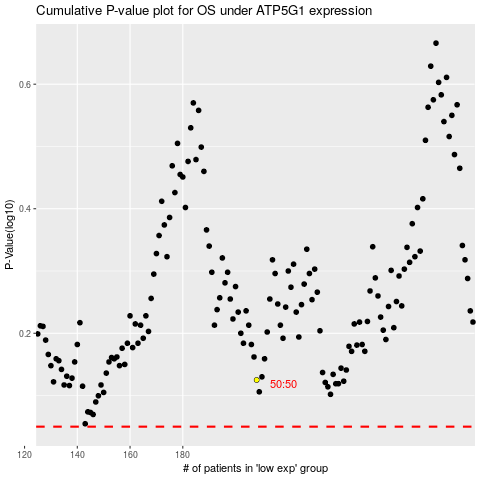 Cumulative P-value plot for OS under ATP5G1 expression
P-Value(log10)
0.6
0.4
0.2
50:50
120 140 160 180
# of patients in 'low exp' group